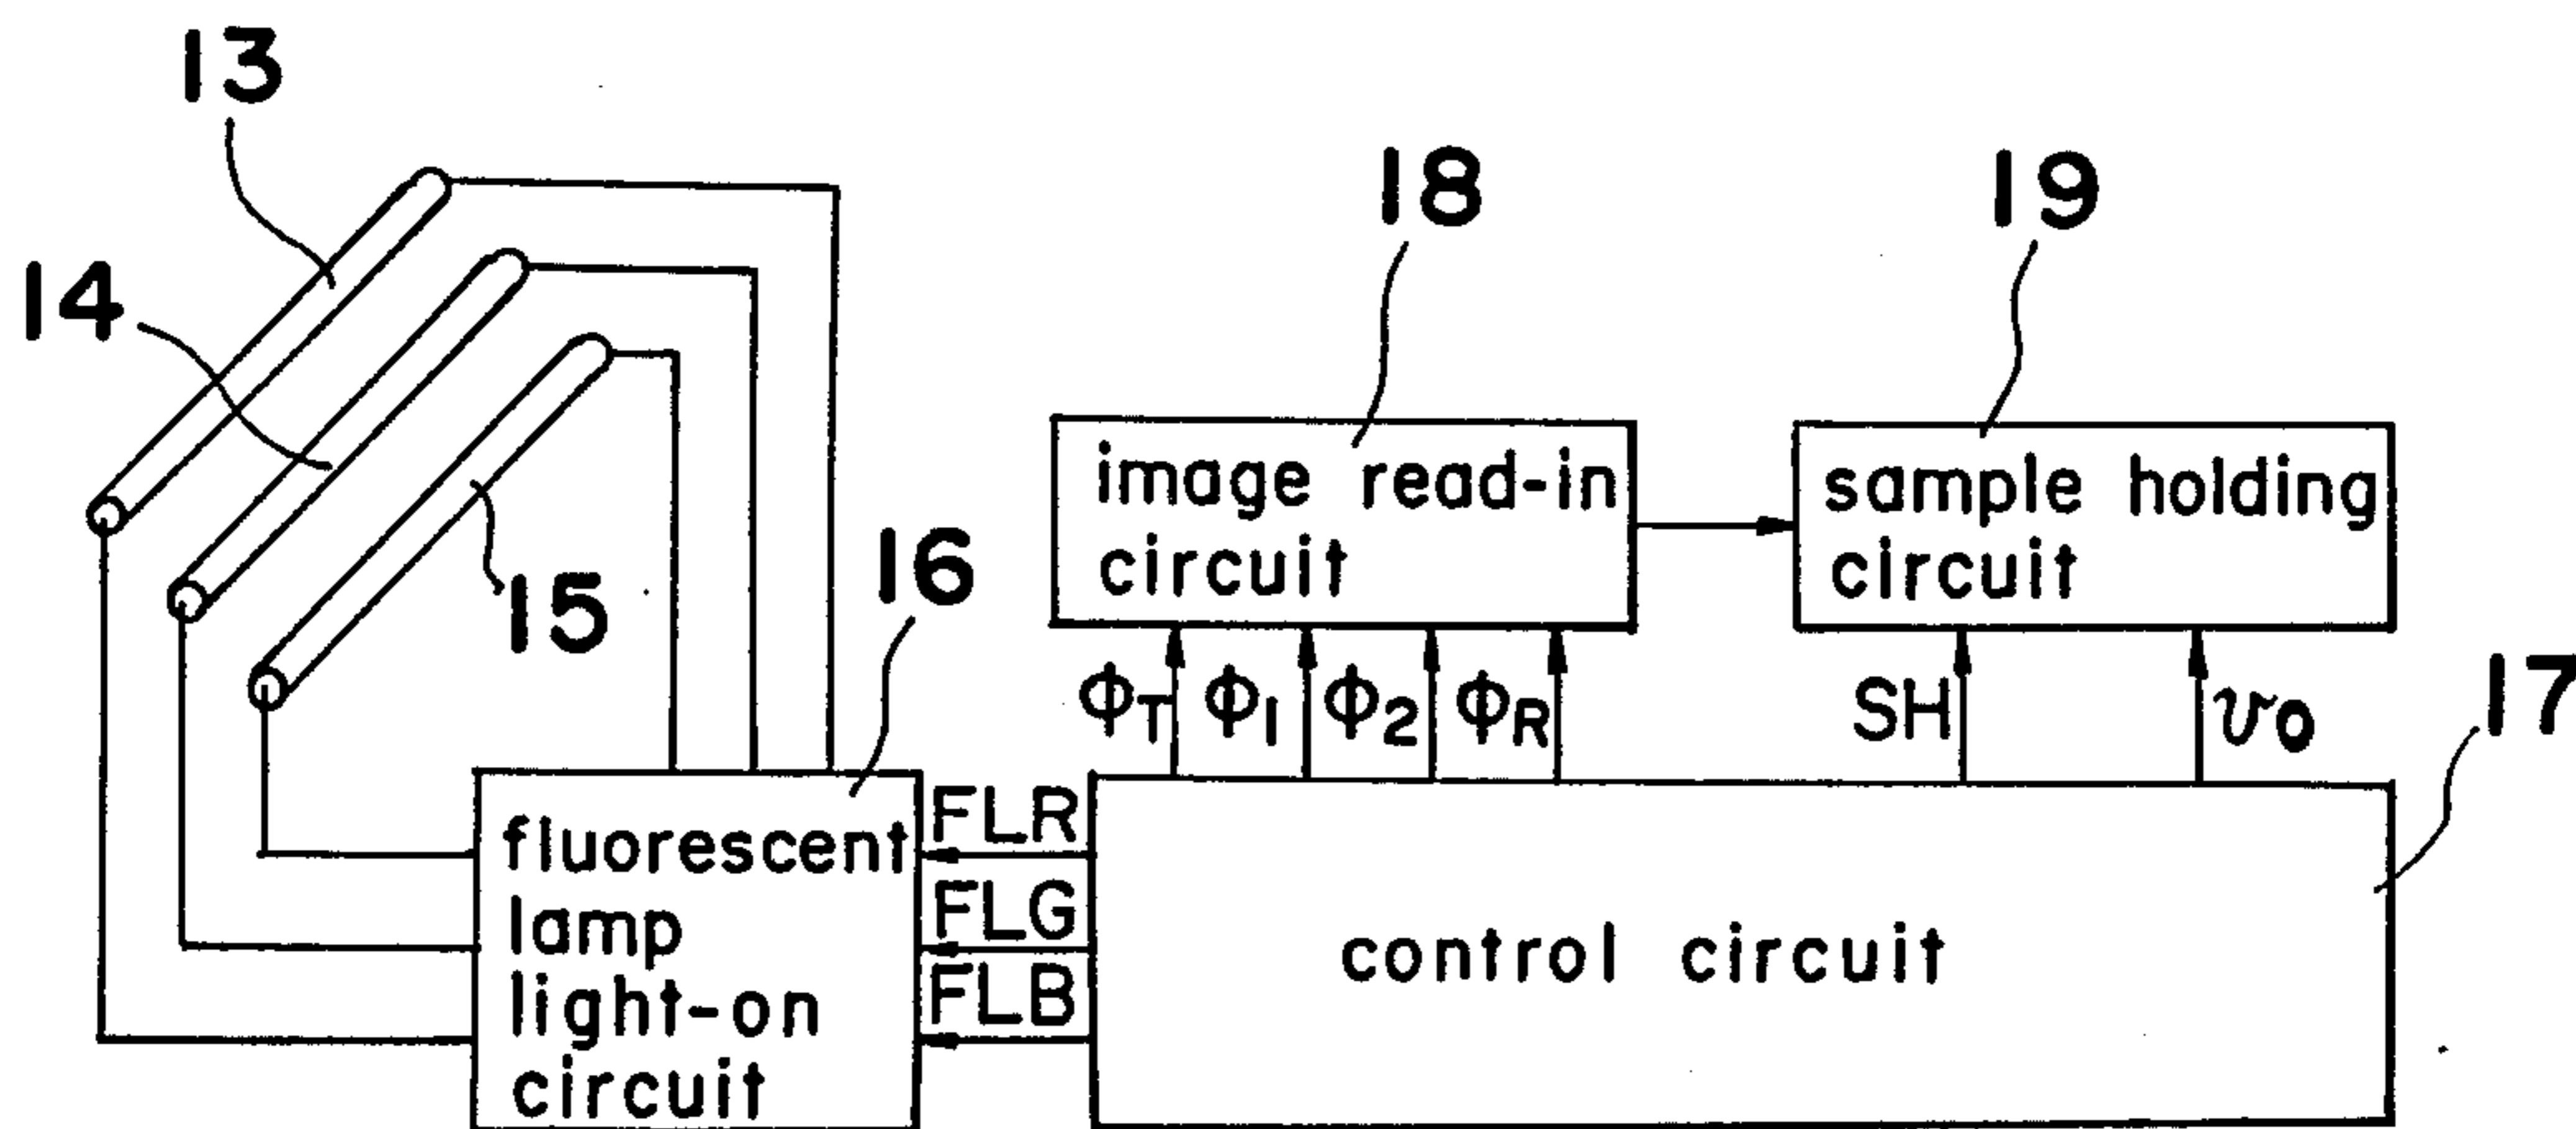 13
14
15
16
18
19
17
image read-in
circuit
sample holding
circuit
ΦT Φ1 Φ2 ΦR
SH v0
fluorescent
lamp
light-on
circuit
FLR
FLG
FLB
control circuit